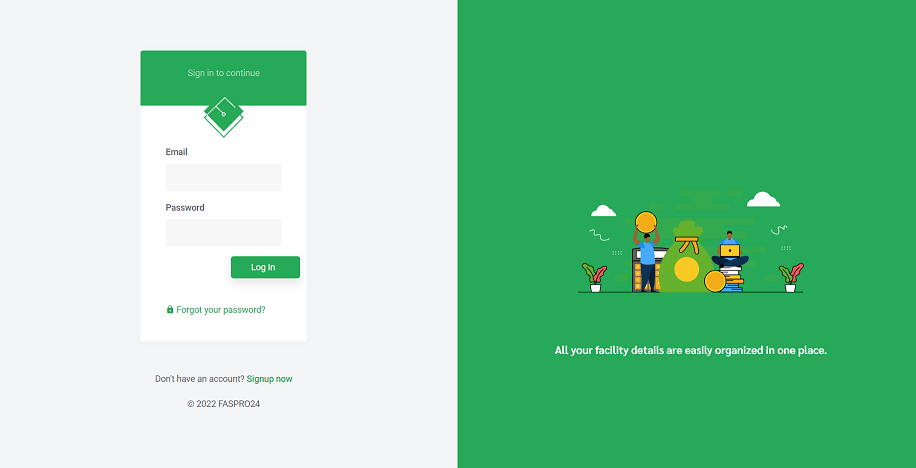 Sign in to continue
Email
Password
Log In
Forgot your password?
Don't have an account? Signup now
© 2022 FASPRO24
All your facility details are easily organized in one place.